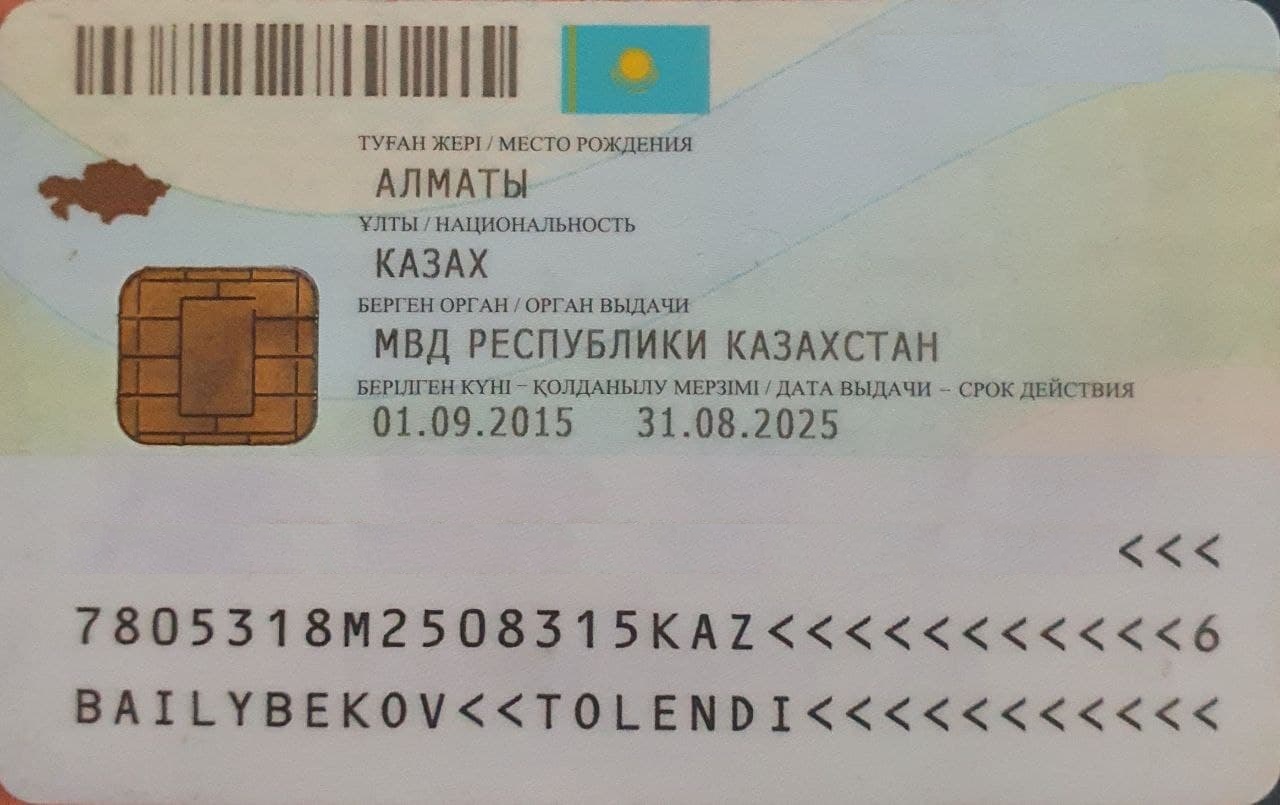 ТУҒАН ЖЕРІ / МЕСТО РОЖДЕНИЯ
АЛМАТЫ
ҰЛТЫ / НАЦИОНАЛЬНОСТЬ
КАЗАХ
БЕРГЕН ОРГАН / ОРГАН ВЫДАЧИ
МВД РЕСПУБЛИКИ КАЗАХСТАН
БЕРІЛГЕН КҮНІ – ҚОЛДАНЫЛУ МЕРЗІМІ / ДАТА ВЫДАЧИ – СРОК ДЕЙСТВИЯ
01.09.2015 31.08.2025
<<<
7805318M2508315KAZ<<<<<<<<<<<6
BAILYBEKOV<<TOLENDI<<<<<<<<<<<